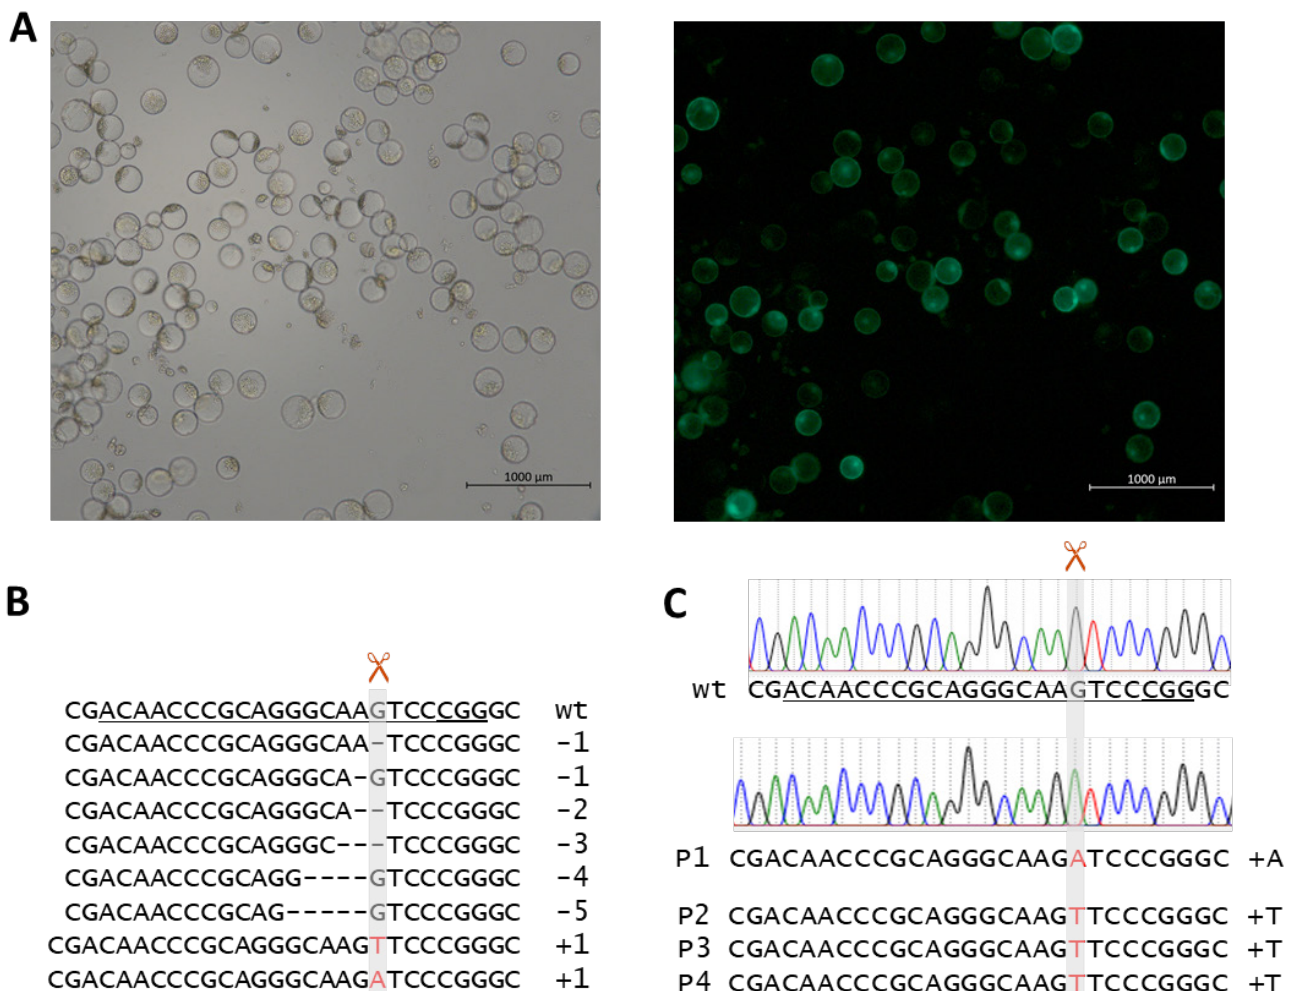 A
1000 µm
1000 µm
B
CGACAACCCGCAGGGCAAGTCCCGGGC wt
CGACAACCCGCAGGGCAA-TCCCGGGC -1
CGACAACCCGCAGGGCA-GTCCCGGGC -1
CGACAACCCGCAGGGCA--TCCCGGGC -2
CGACAACCCGCAGGGC---TCCCGGGC -3
CGACAACCCGCAGG----GTCCCGGGC -4
CGACAACCCGCAG-----GTCCCGGGC -5
CGACAACCCGCAGGGCAAGTTCCCGGGC +1
CGACAACCCGCAGGGCAAGATCCCGGGC +1
C
wt CGACAACCCGCAGGGCAAGTCCCGGGC
P1 CGACAACCCGCAGGGCAAGATCCCGGGC +A
P2 CGACAACCCGCAGGGCAAGTTCCCGGGC +T
P3 CGACAACCCGCAGGGCAAGTTCCCGGGC +T
P4 CGACAACCCGCAGGGCAAGTTCCCGGGC +T